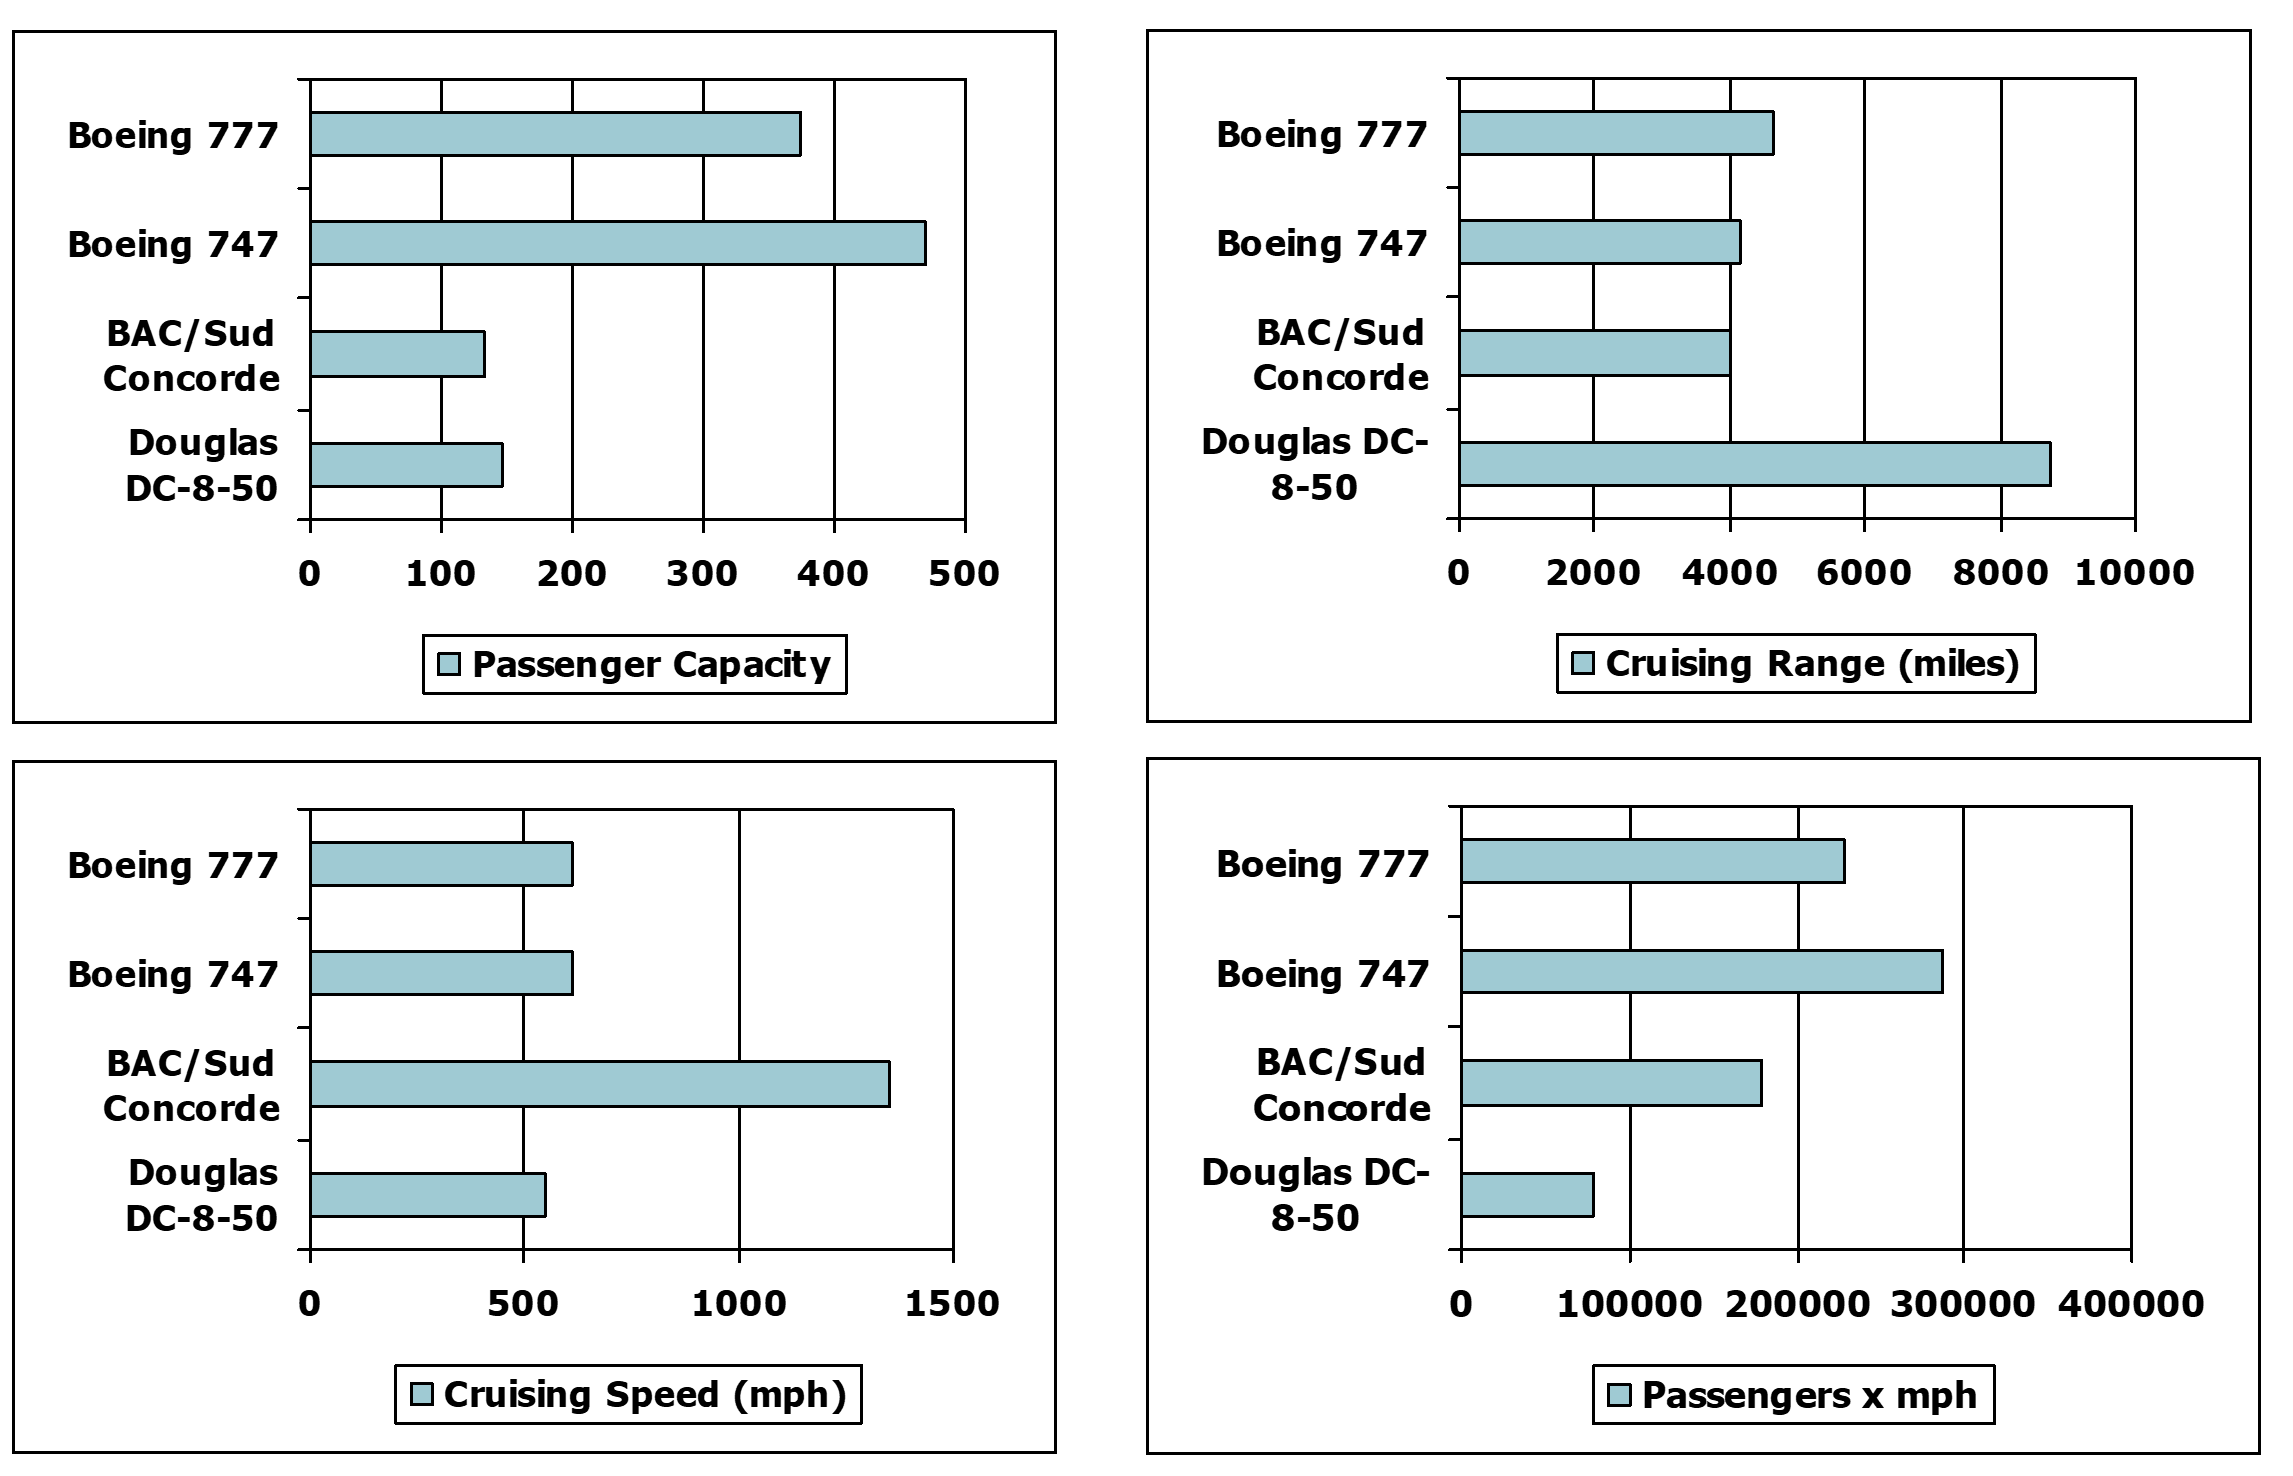 Boeing 777
Boeing 747
BAC/Sud
Concorde
Douglas
DC-8-50
0 100 200 300 400 500
Passenger Capacity
Boeing 777
Boeing 747
BAC/Sud
Concorde
Douglas DC-
8-50
0 2000 4000 6000 8000 10000
Cruising Range (miles)
Boeing 777
Boeing 747
BAC/Sud
Concorde
Douglas
DC-8-50
0 500 1000 1500
Cruising Speed (mph)
Boeing 777
Boeing 747
BAC/Sud
Concorde
Douglas DC-
8-50
0 100000 200000 300000 400000
Passengers x mph